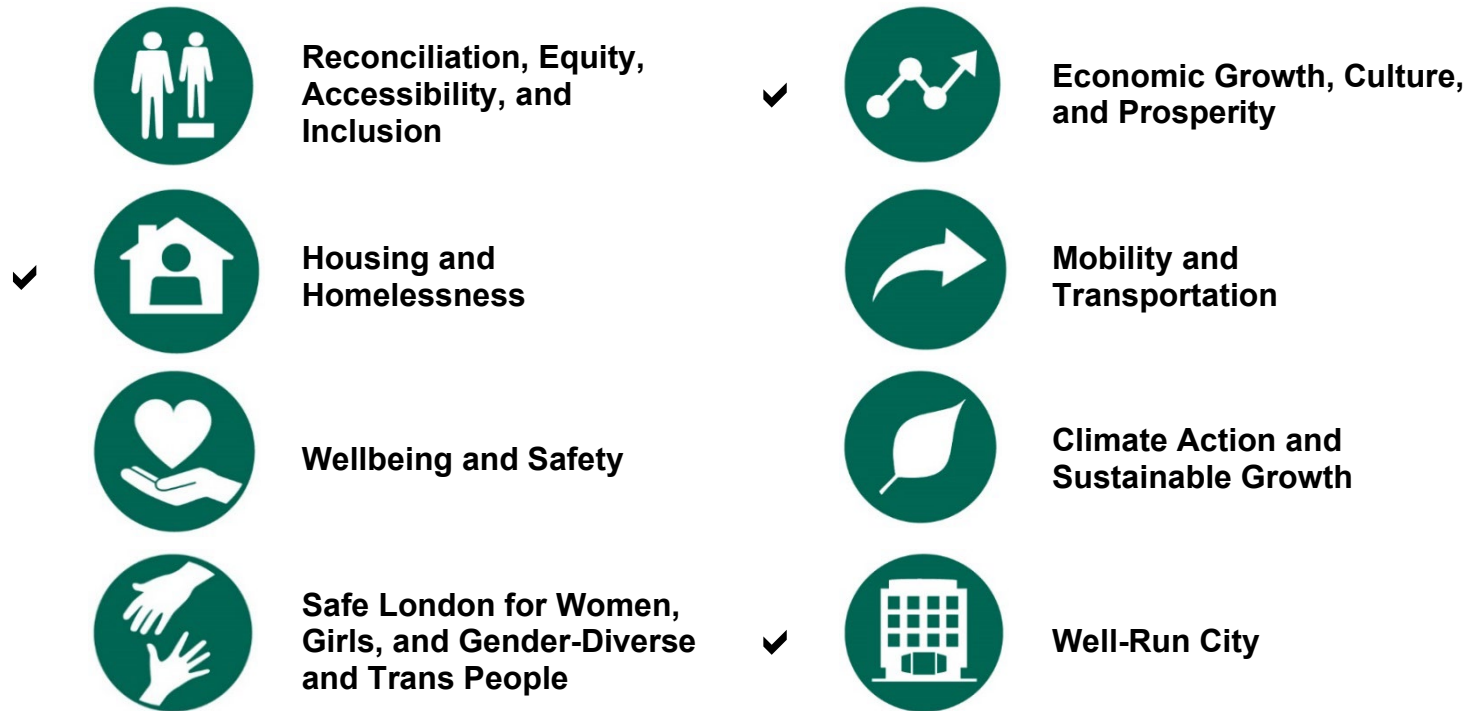 Reconciliation, Equity,
Accessibility, and
Inclusion
✔
Economic Growth, Culture,
and Prosperity
✔
Housing and
Homelessness
Mobility and
Transportation
Wellbeing and Safety
Climate Action and
Sustainable Growth
Safe London for Women,
Girls, and Gender-Diverse
and Trans People
✔
Well-Run City